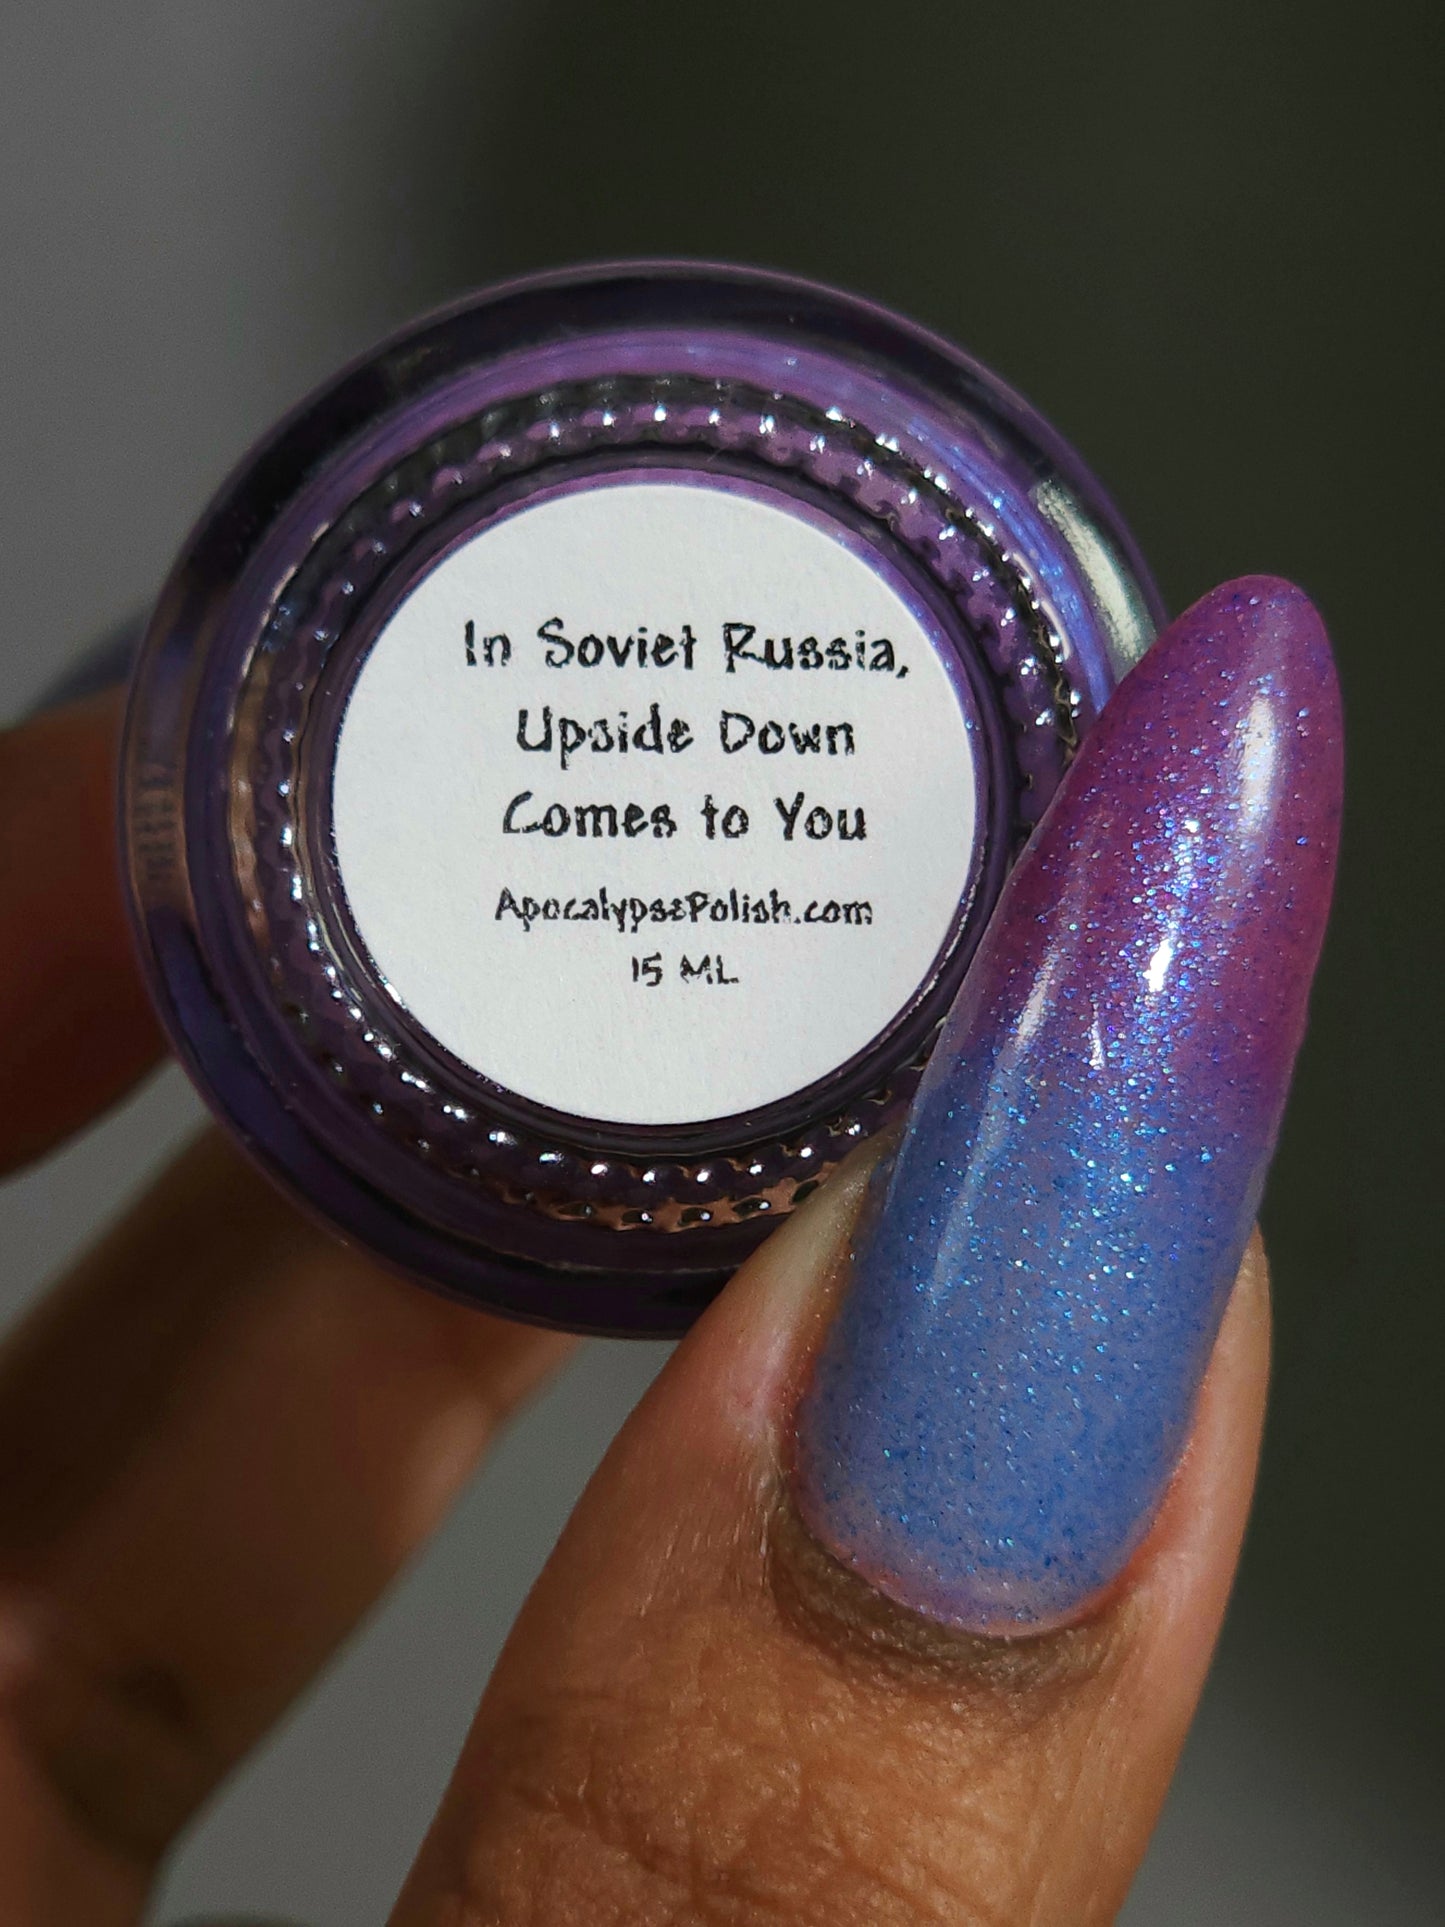 In Soviet Russia,
Upside Down
Comes to You
ApocalypsePolish.com
15 ML